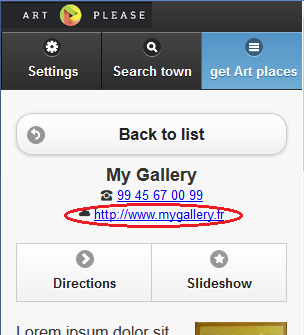 ART PLEASE
Settings Search town get Art places
Back to list
My Gallery
99 45 67 00 99
http://www.mygallery.fr
Directions Slideshow
Lorem ipsum dolor sit